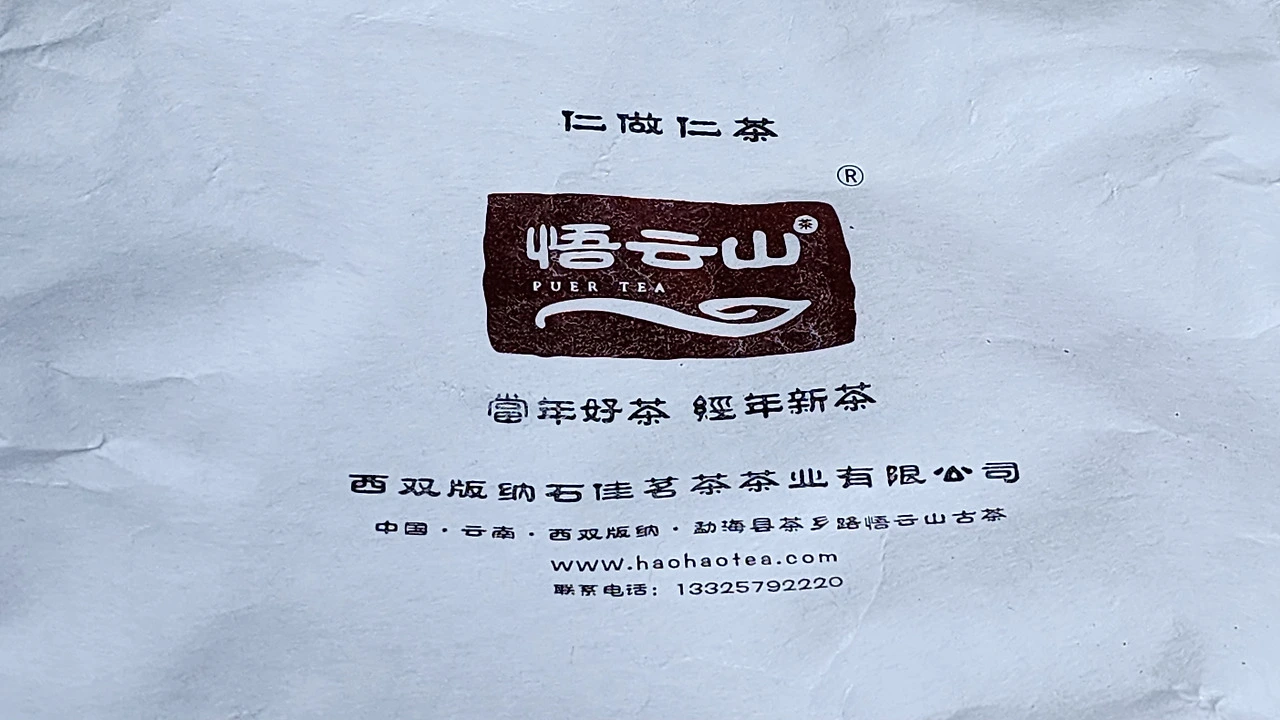 仁做仁茶
®
悟云山茶
PUER TEA
當年好茶 經年新茶
西双版纳石佳茗茶茶业有限公司
中国·云南·西双版纳·勐海县茶乡路悟云山古茶
www.haohaotea.com
联系电话：13325792220